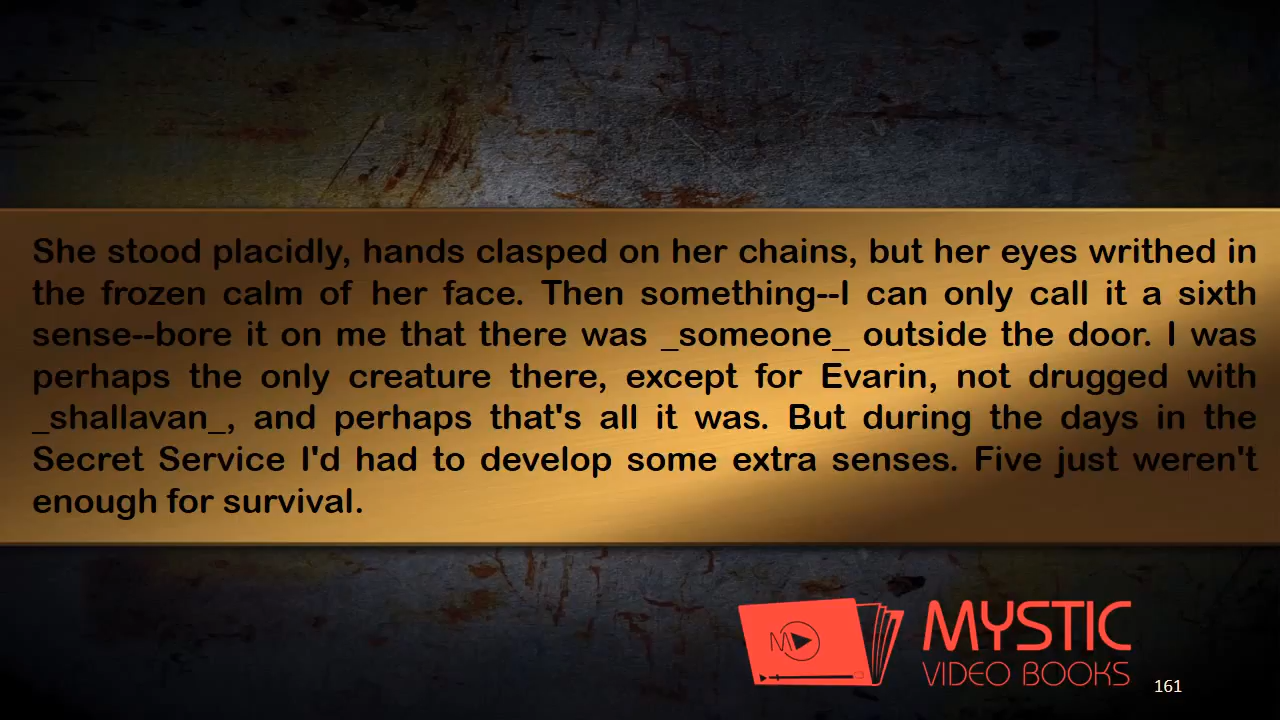 She stood placidly, hands clasped on her chains, but her eyes writhed in
the frozen calm of her face. Then something--I can only call it a sixth
sense--bore it on me that there was _someone_ outside the door. I was
perhaps the only creature there, except for Evarin, not drugged with
_shallavan_, and perhaps that's all it was. But during the days in the
Secret Service I'd had to develop some extra senses. Five just weren't
enough for survival.
M
MYSTIC
VIDEO BOOKS
161